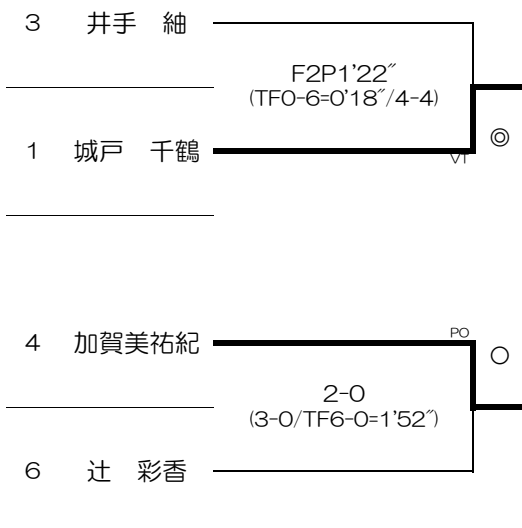 3 井手 紬
F2P1'22″
(TF0-6=0'18″/4-4)
1 城戸 千鶴
VT
◎
4 加賀美祐紀
PO
○
2-0
(3-0/TF6-0=1'52″)
6 辻 彩香